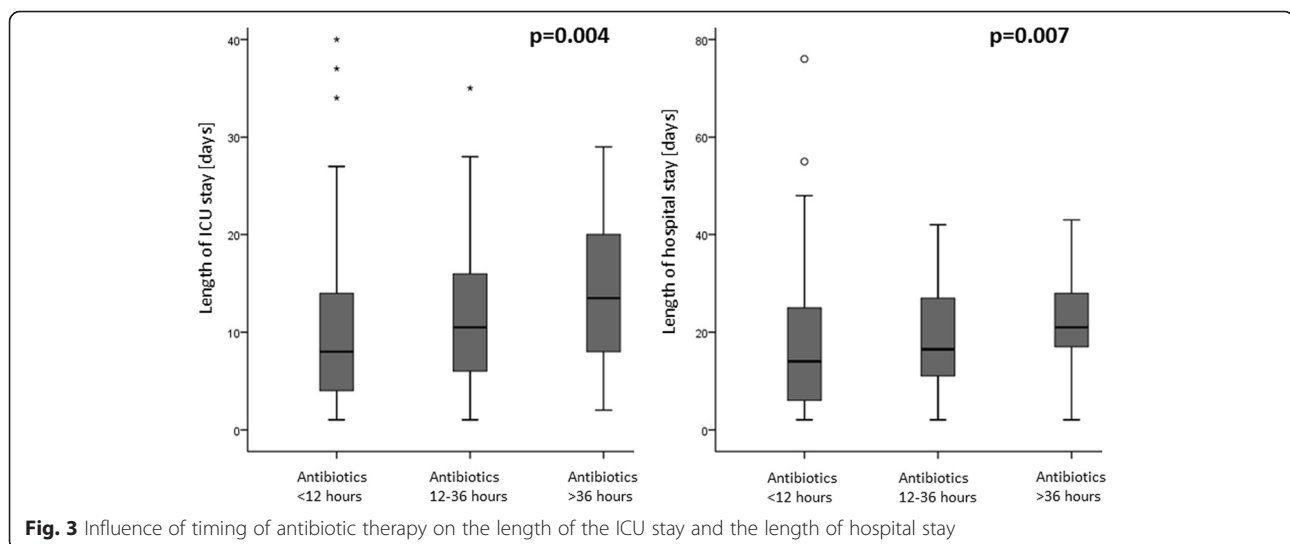 p=0.004
Length of ICU stay [days]
40
30
20
10
0
Antibiotics <12 hours
Antibiotics 12-36 hours
Antibiotics >36 hours
p=0.007
Length of hospital stay [days]
80
60
40
20
0
Antibiotics <12 hours
Antibiotics 12-36 hours
Antibiotics >36 hours
Fig. 3 Influence of timing of antibiotic therapy on the length of the ICU stay and the length of hospital stay